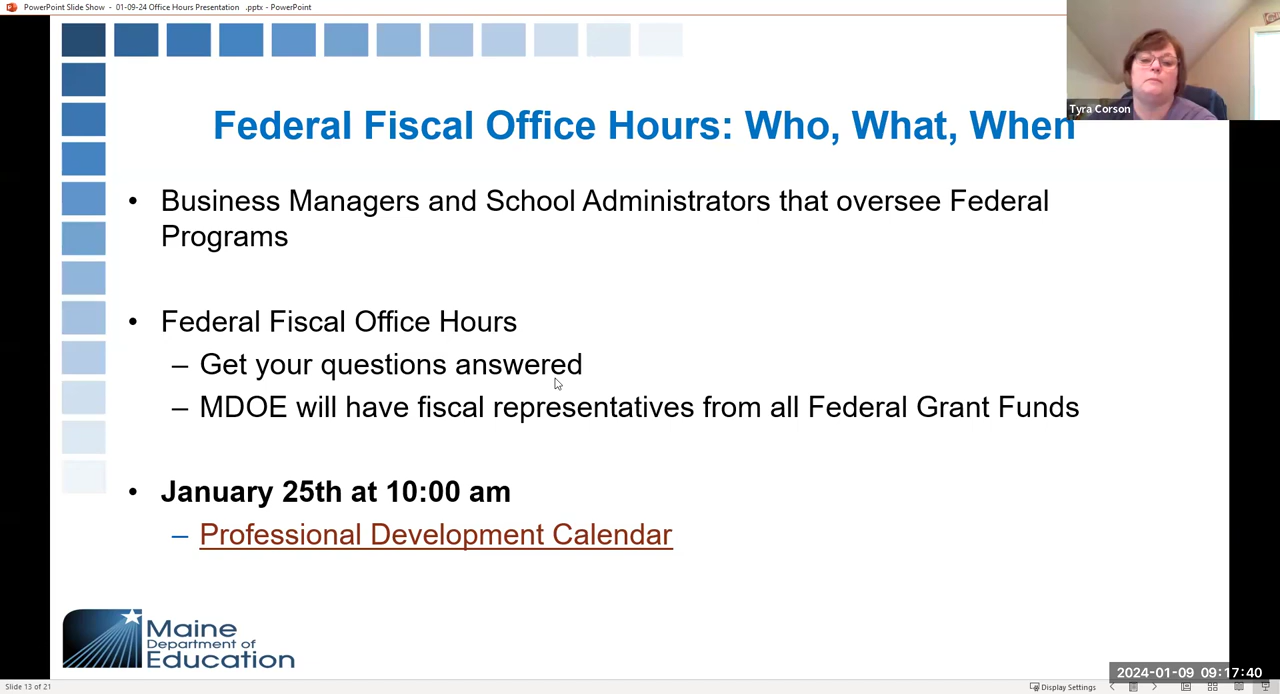 PowerPoint Slide Show - 01-09-24 Office Hours Presentation .pptx - PowerPoint
Tyra Corson
Federal Fiscal Office Hours: Who, What, When
• Business Managers and School Administrators that oversee Federal
Programs
• Federal Fiscal Office Hours
– Get your questions answered
– MDOE will have fiscal representatives from all Federal Grant Funds
• January 25th at 10:00 am
– Professional Development Calendar
Maine
Department of
Education
2024-01-09 09:17:40
Slide 13 of 21
Display Settings